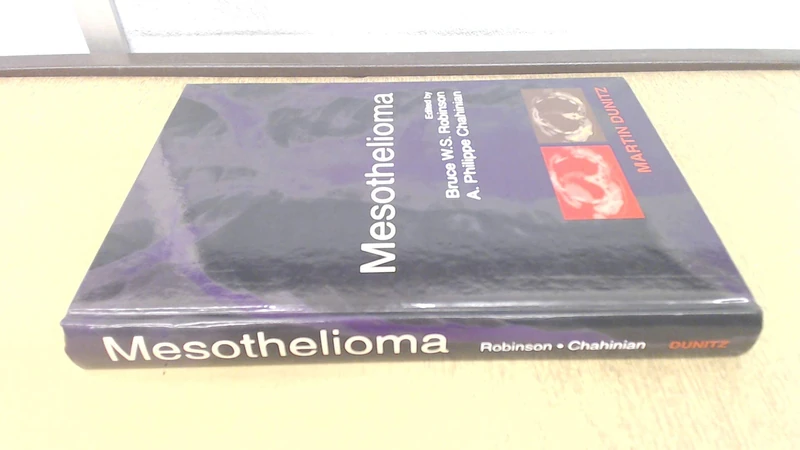 Mesothelioma
Edited by
Bruce W.S. Robinson
A. Philippe Chahinian
MARTIN DUNITZ
Mesothelioma
Robinson • Chahinian
DUNITZ